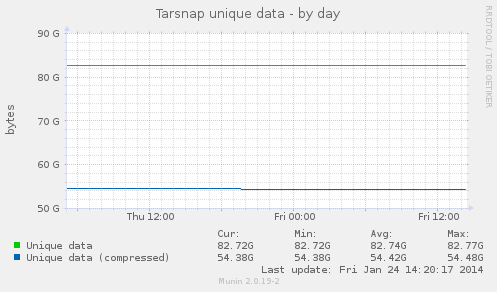 Tarsnap unique data - by day
RRDTOOL / TOBI OETIKER
bytes
90 G
80 G
70 G
60 G
50 G
Thu 12:00 Fri 00:00 Fri 12:00
Cur: Min: Avg: Max:
Unique data 82.72G 82.72G 82.74G 82.77G
Unique data (compressed) 54.38G 54.38G 54.42G 54.48G
Last update: Fri Jan 24 14:20:17 2014
Munin 2.0.19-2